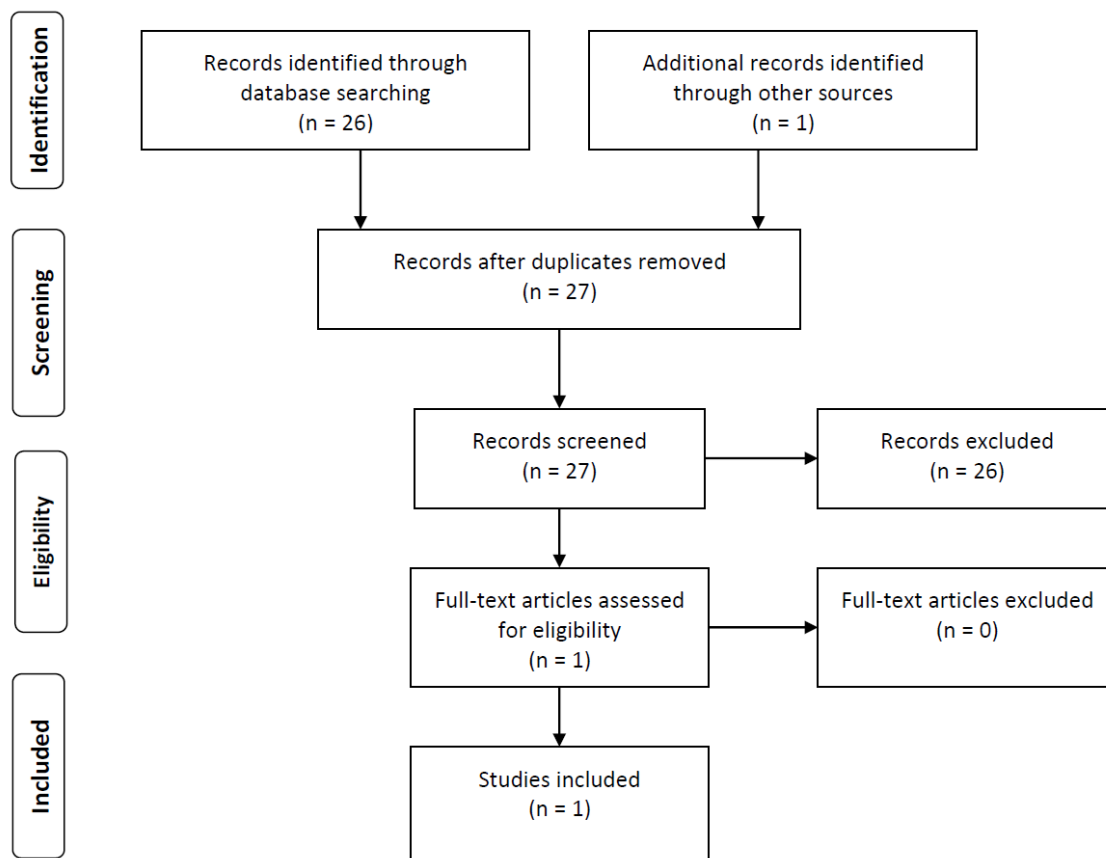 Identification
Records identified through
database searching
(n = 26)
Additional records identified
through other sources
(n = 1)
Screening
Records after duplicates removed
(n = 27)
Records screened
(n = 27)
Records excluded
(n = 26)
Eligibility
Full-text articles assessed
for eligibility
(n = 1)
Full-text articles excluded
(n = 0)
Included
Studies included
(n = 1)